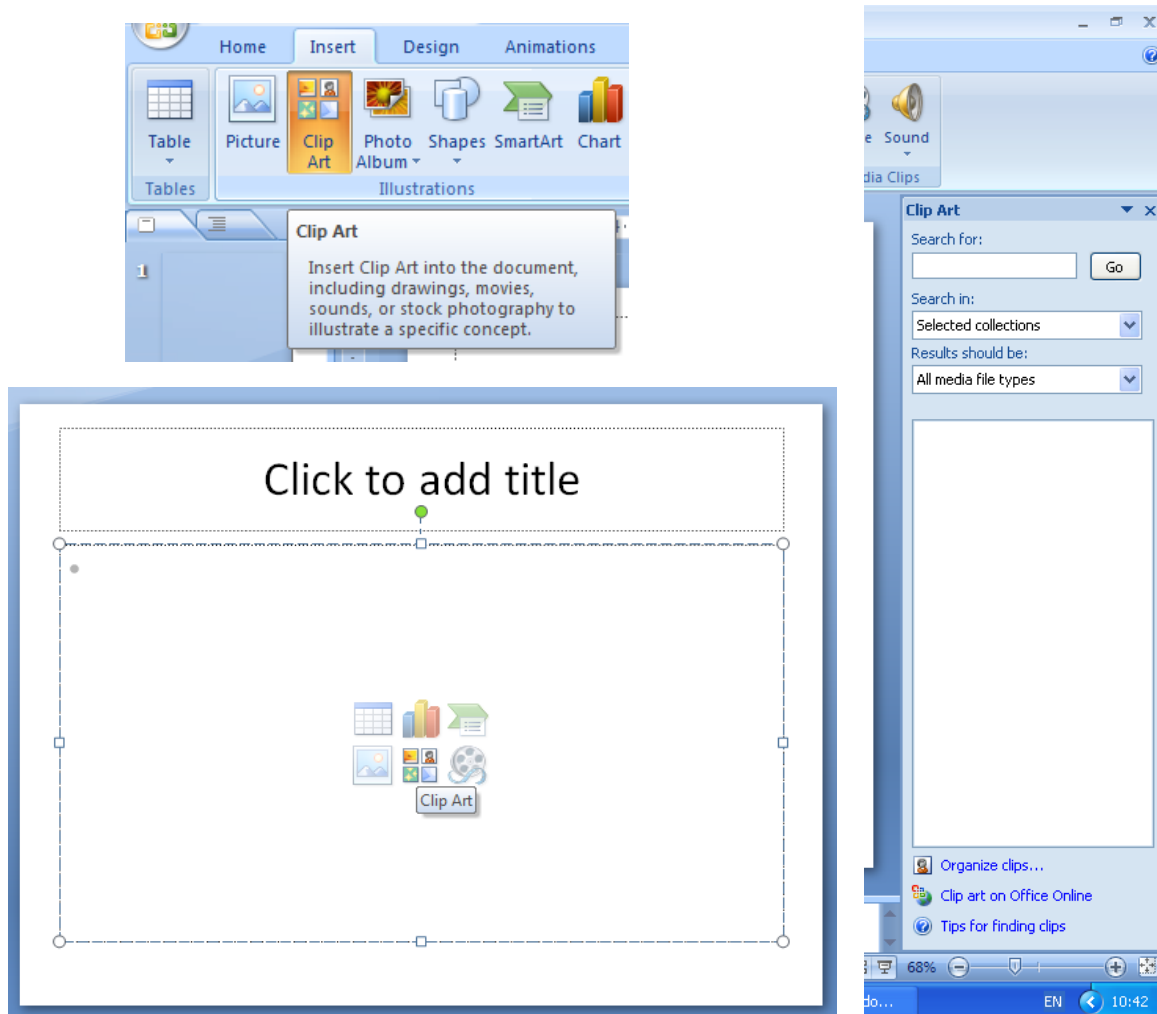 Home Insert Design Animations
Table Picture Clip Art Photo Album Shapes SmartArt Chart
Tables Illustrations
1
Clip Art
Insert Clip Art into the document,
including drawings, movies,
sounds, or stock photography to
illustrate a specific concept.
Click to add title
Clip Art
Sound
Clips
Clip Art
Search for:
Go
Search in:
Selected collections
Results should be:
All media file types
Organize clips...
Clip art on Office Online
Tips for finding clips
68%
EN 10:42